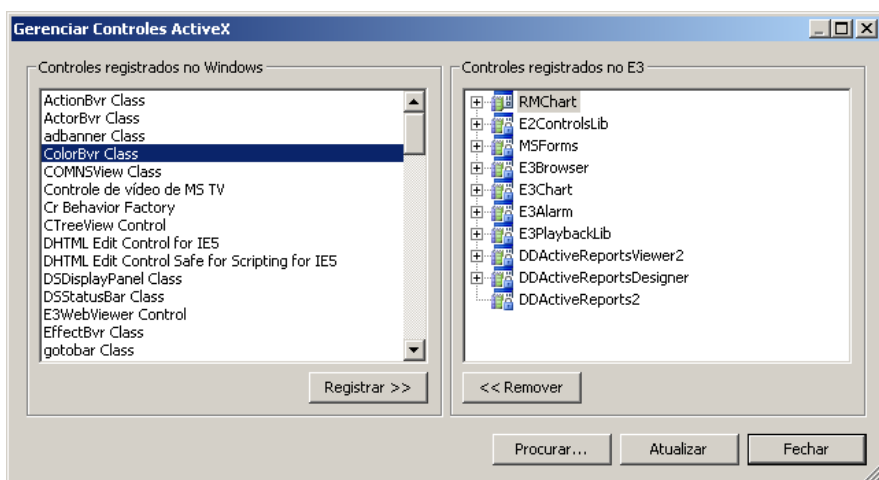 Gerenciar Controles ActiveX
Controles registrados no Windows
ActionBvr Class
ActorBvr Class
adbanner Class
ColorBvr Class
COMNSView Class
Controle de vídeo de MS TV
Cr Behavior Factory
CTreeView Control
DHTML Edit Control for IE5
DHTML Edit Control Safe for Scripting for IE5
DSDisplayPanel Class
DSStatusBar Class
E3WebViewer Control
EffectBvr Class
gotobar Class
Registrar >>
Controles registrados no E3
RMChart
E2ControlsLib
MSForms
E3Browser
E3Chart
E3Alarm
E3PlaybackLib
DDActiveReportsViewer2
DDActiveReportsDesigner
DDActiveReports2
<< Remover
Procurar... Atualizar Fechar